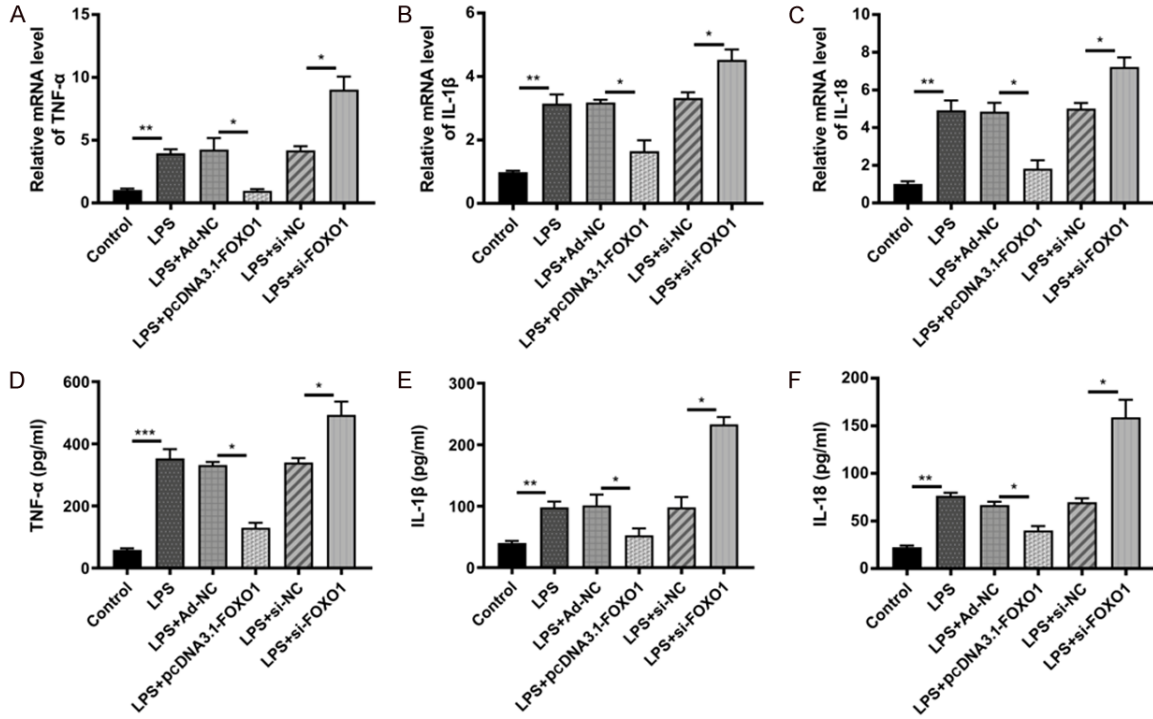 A
Relative mRNA level
of TNF-α
15
10
5
0
**
*
*
Control
LPS
LPS+Ad-NC
LPS+pcDNA3.1-FOXO1
LPS+si-NC
LPS+si-FOXO1
B
Relative mRNA level
of IL-1β
6
4
2
0
**
*
*
Control
LPS
LPS+Ad-NC
LPS+pcDNA3.1-FOXO1
LPS+si-NC
LPS+si-FOXO1
C
Relative mRNA level
of IL-18
10
8
6
4
2
0
**
*
*
Control
LPS
LPS+Ad-NC
LPS+pcDNA3.1-FOXO1
LPS+si-NC
LPS+si-FOXO1
D
TNF-α (pg/ml)
600
400
200
0
***
*
*
Control
LPS
LPS+Ad-NC
LPS+pcDNA3.1-FOXO1
LPS+si-NC
LPS+si-FOXO1
E
IL-1β (pg/ml)
300
200
100
0
**
*
*
Control
LPS
LPS+Ad-NC
LPS+pcDNA3.1-FOXO1
LPS+si-NC
LPS+si-FOXO1
F
IL-18 (pg/ml)
200
150
100
50
0
**
*
*
Control
LPS
LPS+Ad-NC
LPS+pcDNA3.1-FOXO1
LPS+si-NC
LPS+si-FOXO1